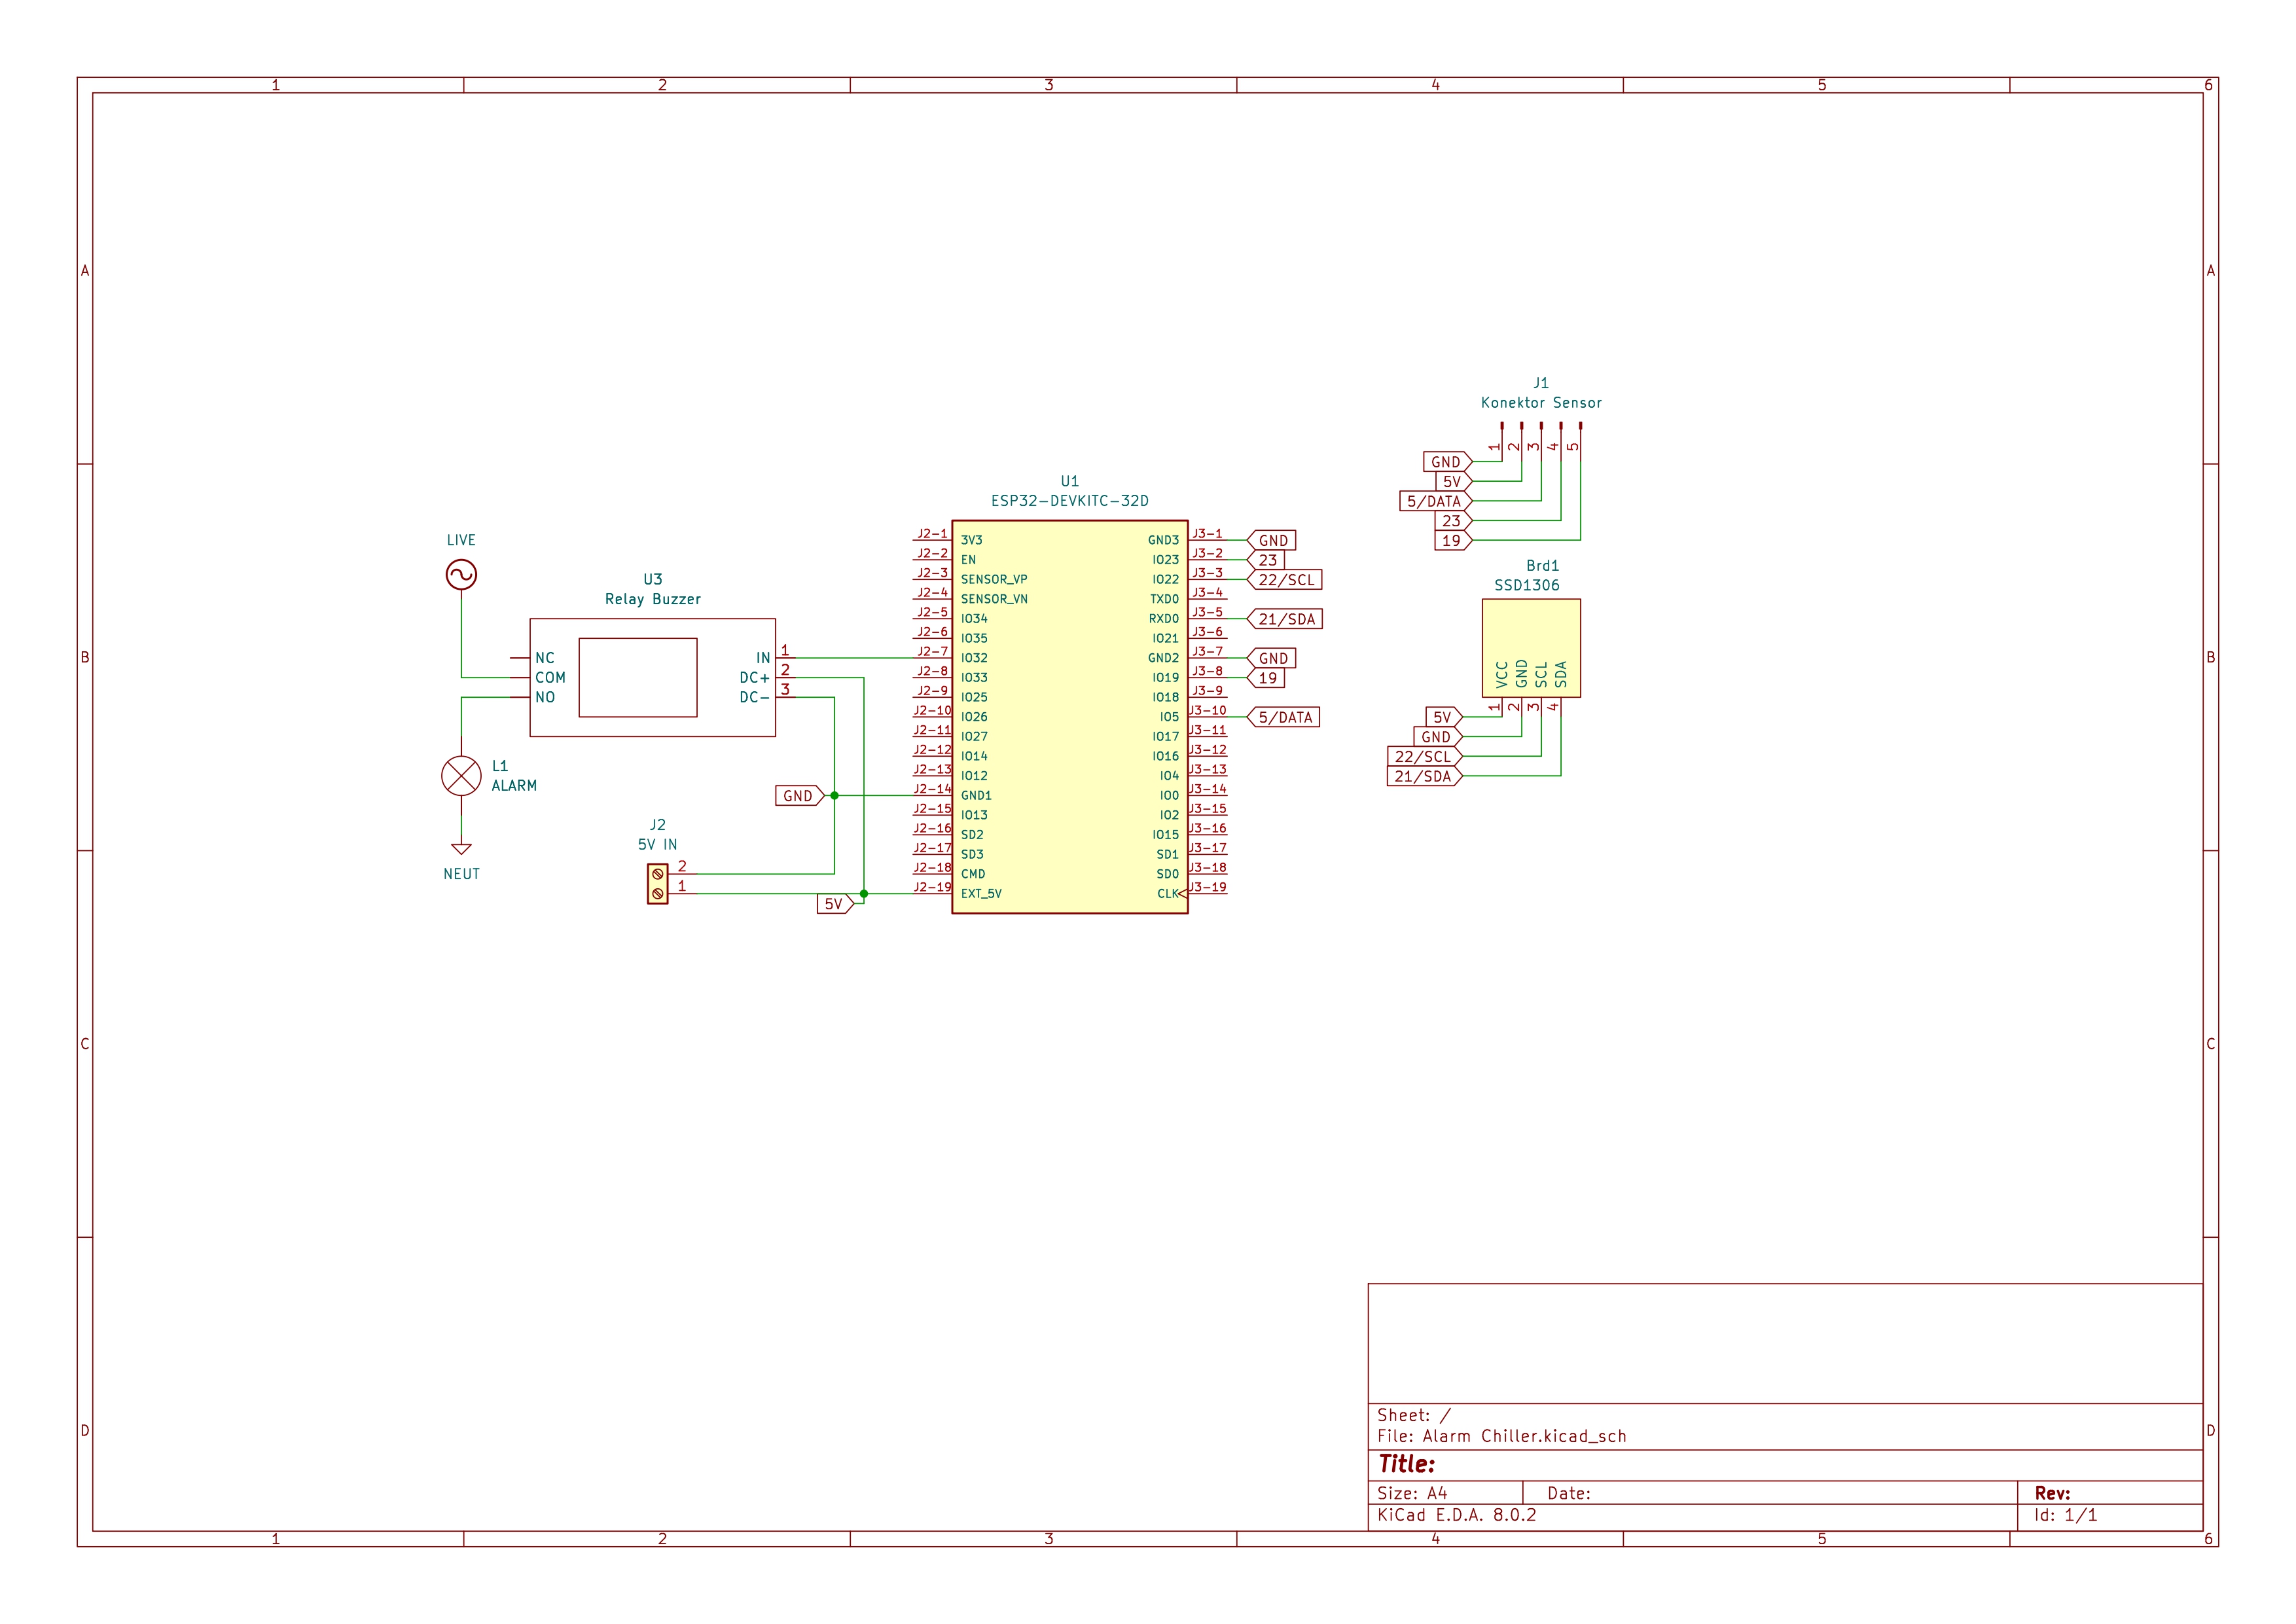 1 2 3 4 5 6
A A
J1
Konektor Sensor
1 2 3 4 5
GND
5V
5/DATA
23
19
U1
ESP32-DEVKITC-32D
J2-1 3V3 GND3 J3-1 GND
J2-2 EN IO23 J3-2 23
J2-3 SENSOR_VP IO22 J3-3 22/SCL
J2-4 SENSOR_VN TXD0 J3-4
J2-5 IO34 RXD0 J3-5 21/SDA
J2-6 IO35 IO21 J3-6
J2-7 IO32 GND2 J3-7 GND
J2-8 IO33 IO19 J3-8 19
J2-9 IO25 IO18 J3-9
J2-10 IO26 IO5 J3-10 5/DATA
J2-11 IO27 IO17 J3-11
J2-12 IO14 IO16 J3-12
J2-13 IO12 IO4 J3-13
J2-14 GND1 IO0 J3-14
J2-15 IO13 IO2 J3-15
J2-16 SD2 IO15 J3-16
J2-17 SD3 SD1 J3-17
J2-18 CMD SD0 J3-18
J2-19 EXT_5V CLK J3-19
LIVE
U3
Relay Buzzer
NC IN 1
COM DC+ 2
NO DC- 3
L1
ALARM
NEUT
GND
J2
5V IN
2
1
5V
Brd1
SSD1306
VCC GND SCL SDA
1 2 3 4
5V
GND
22/SCL
21/SDA
B B
C C
D D
Sheet: /
File: Alarm Chiller.kicad_sch
Title:
Size: A4 Date: Rev:
KiCad E.D.A. 8.0.2 Id: 1/1
1 2 3 4 5 6